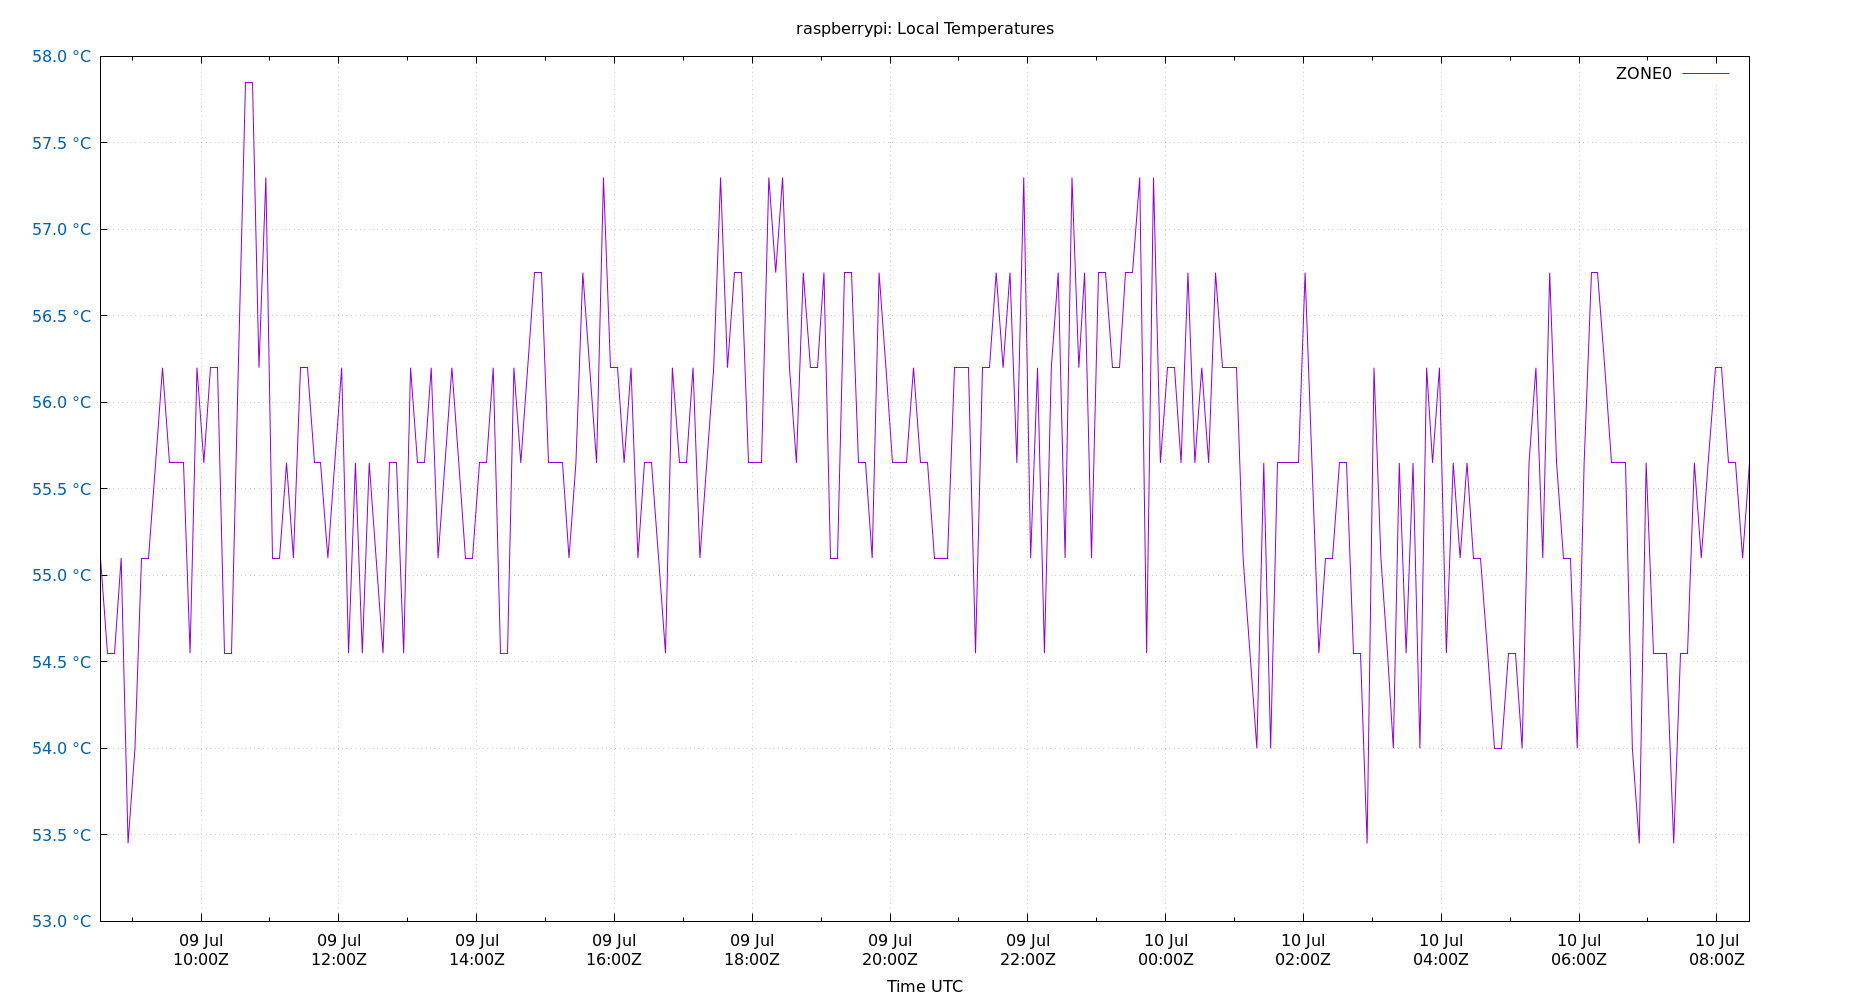 raspberrypi: Local Temperatures
58.0 °C
57.5 °C
57.0 °C
56.5 °C
56.0 °C
55.5 °C
55.0 °C
54.5 °C
54.0 °C
53.5 °C
53.0 °C
ZONE0
09 Jul
10:00Z
09 Jul
12:00Z
09 Jul
14:00Z
09 Jul
16:00Z
09 Jul
18:00Z
09 Jul
20:00Z
09 Jul
22:00Z
10 Jul
00:00Z
10 Jul
02:00Z
10 Jul
04:00Z
10 Jul
06:00Z
10 Jul
08:00Z
Time UTC